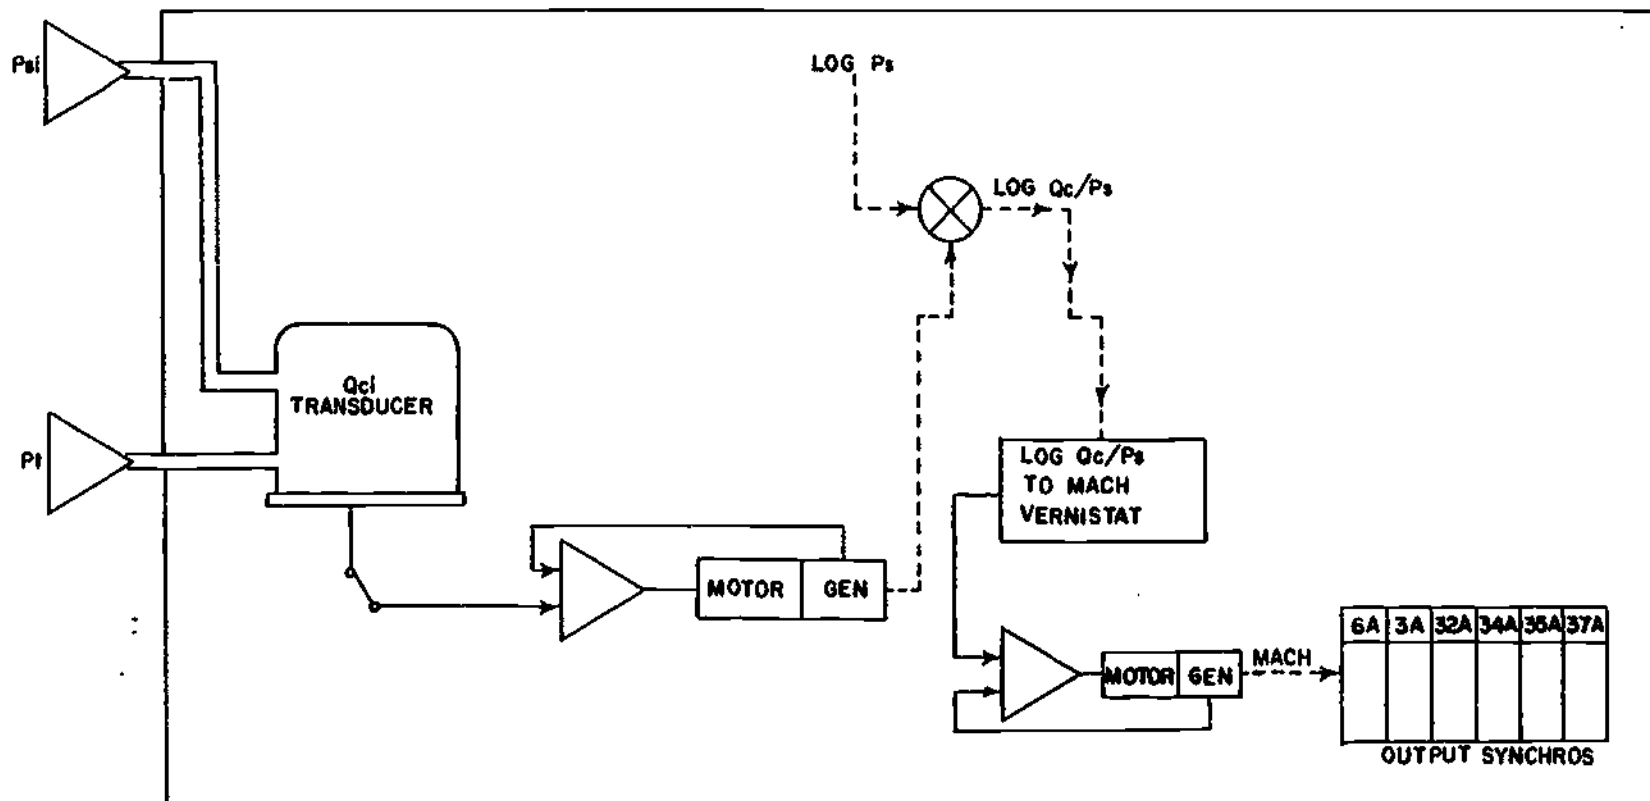 Psi
LOG Ps
LOG Qc/Ps
Qci
TRANSDUCER
Pt
LOG Qc/Ps
TO MACH
VERNISTAT
MOTOR
GEN
6A 3A 32A 34A 35A 37A
MACH
MOTOR
GEN
OUTPUT SYNCHROS